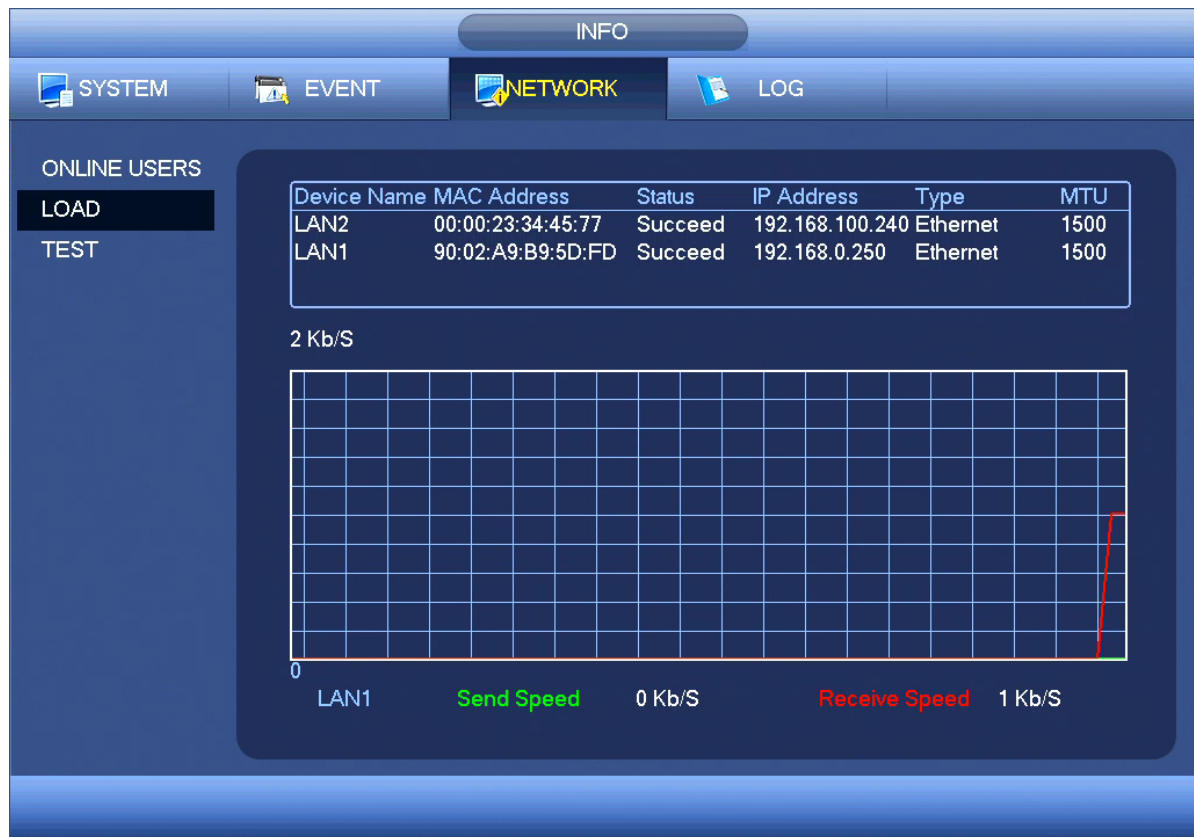 INFO
SYSTEM EVENT NETWORK LOG
ONLINE USERS
LOAD
TEST
Device Name MAC Address Status IP Address Type MTU
LAN2 00:00:23:34:45:77 Succeed 192.168.100.240 Ethernet 1500
LAN1 90:02:A9:B9:5D:FD Succeed 192.168.0.250 Ethernet 1500
2 Kb/S
0
LAN1 Send Speed 0 Kb/S Receive Speed 1 Kb/S